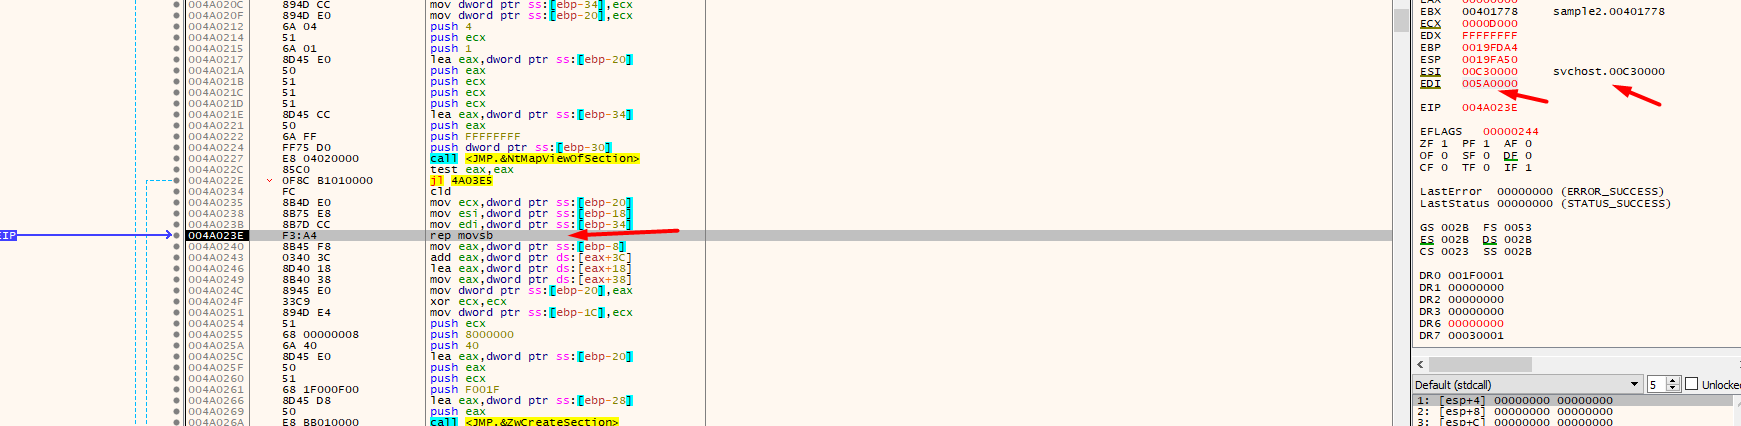 004A020C 894D CC mov dword ptr ss:[ebp-34],ecx
004A020F 894D E0 mov dword ptr ss:[ebp-20],ecx
004A0212 6A 04 push 4
004A0214 51 push ecx
004A0215 6A 01 push 1
004A0217 8D45 E0 lea eax,dword ptr ss:[ebp-20]
004A021A 50 push eax
004A021B 51 push ecx
004A021C 51 push ecx
004A021D 51 push ecx
004A021E 8D45 CC lea eax,dword ptr ss:[ebp-34]
004A0221 50 push eax
004A0222 6A FF push FFFFFFFF
004A0224 FF75 D0 push dword ptr ss:[ebp-30]
004A0227 E8 04020000 call <JMP.&NtMapViewOfSection>
004A022C 85C0 test eax,eax
004A022E 0F8C B1010000 jl 4A03E5
004A0234 FC cld
004A0235 8B4D E0 mov ecx,dword ptr ss:[ebp-20]
004A0238 8B75 E8 mov esi,dword ptr ss:[ebp-18]
004A023B 8B7D CC mov edi,dword ptr ss:[ebp-34]
EIP 004A023E F3:A4 rep movsb
004A0240 8B45 F8 mov eax,dword ptr ss:[ebp-8]
004A0243 0340 3C add eax,dword ptr ds:[eax+3C]
004A0246 8D40 18 lea eax,dword ptr ds:[eax+18]
004A0249 8B40 38 mov eax,dword ptr ds:[eax+38]
004A024C 8945 E0 mov dword ptr ss:[ebp-20],eax
004A024F 33C9 xor ecx,ecx
004A0251 894D E4 mov dword ptr ss:[ebp-1C],ecx
004A0254 51 push ecx
004A0255 68 00000008 push 8000000
004A025A 6A 40 push 40
004A025C 8D45 E0 lea eax,dword ptr ss:[ebp-20]
004A025F 50 push eax
004A0260 51 push ecx
004A0261 68 1F000F00 push F001F
004A0266 8D45 D8 lea eax,dword ptr ss:[ebp-28]
004A0269 50 push eax
004A026A E8 BB010000 call <JMP.&ZwCreateSection>
EBX 00401778 sample2.00401778
ECX 0000D000
EDX FFFFFFFF
EBP 0019FDA4
ESP 0019FA50
ESI 00C30000 svchost.00C30000
EDI 005A0000
EIP 004A023E
EFLAGS 00000244
ZF 1 PF 1 AF 0
OF 0 SF 0 DF 0
CF 0 TF 0 IF 1
LastError 00000000 (ERROR_SUCCESS)
LastStatus 00000000 (STATUS_SUCCESS)
GS 002B FS 0053
ES 002B DS 002B
CS 0023 SS 002B
DR0 001F0001
DR1 00000000
DR2 00000000
DR3 00000000
DR6 00000000
DR7 00030001
Default (stdcall) 5 Unlocke
1: [esp+4] 00000000 00000000
2: [esp+8] 00000000 00000000
3: [esp+C] 00000000 00000000